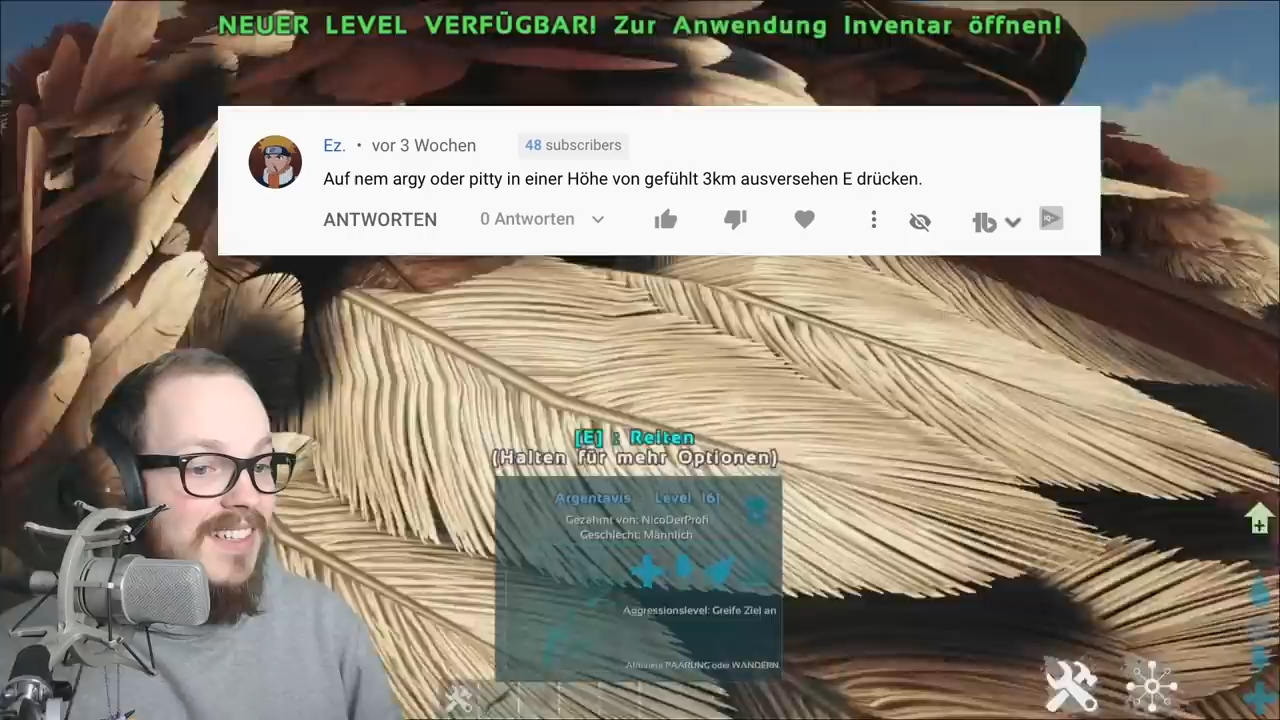 NEUER LEVEL VERFÜGBAR! Zur Anwendung Inventar öffnen!
Ez. • vor 3 Wochen 48 subscribers
Auf nem argy oder pitty in einer Höhe von gefühlt 3km ausversehen E drücken.
ANTWORTEN 0 Antworten
[E] : Reiten
(Halten für mehr Optionen)
Argentavis Level 161
Gezähmt von: NicoDerProfi
Geschlecht: Männlich
Aggressionslevel: Greife Ziel an
PAARUNG oder WANDERN